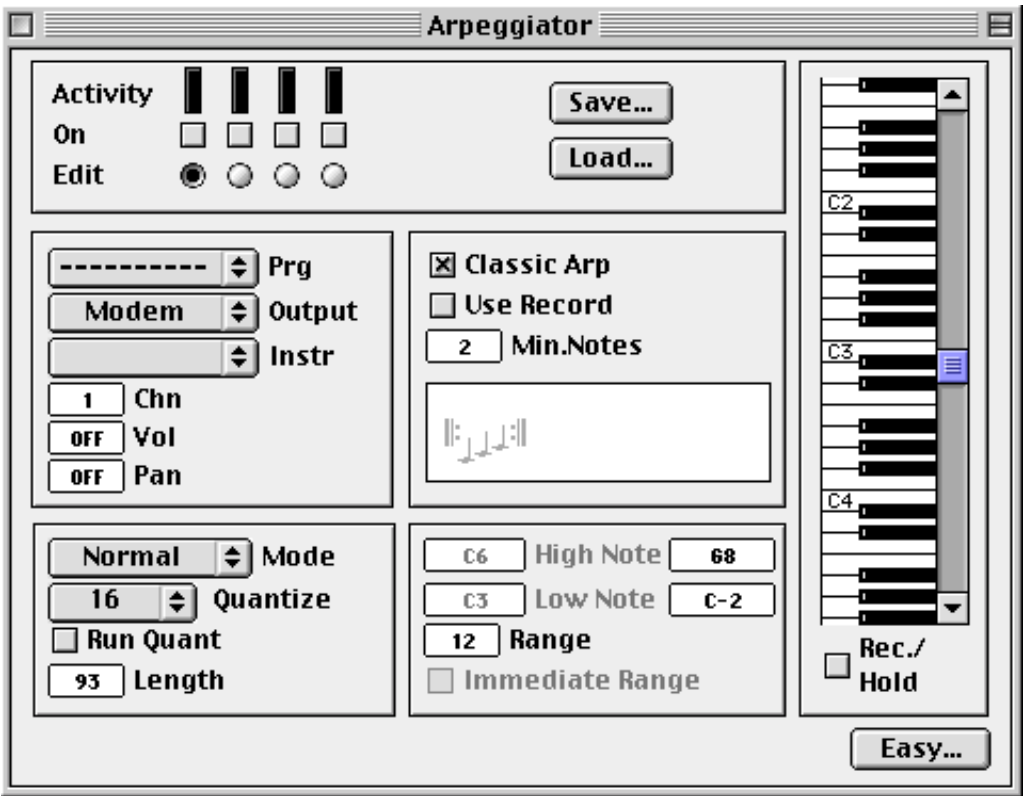 Arpeggiator
Activity
On
Edit
Save...
Load...
---------- Prg
Modem Output
Instr
1 Chn
OFF Vol
OFF Pan
Classic Arp
Use Record
2 Min.Notes
Normal Mode
16 Quantize
Run Quant
93 Length
C6 High Note G8
C3 Low Note C-2
12 Range
Immediate Range
C2
C3
C4
Rec./
Hold
Easy...